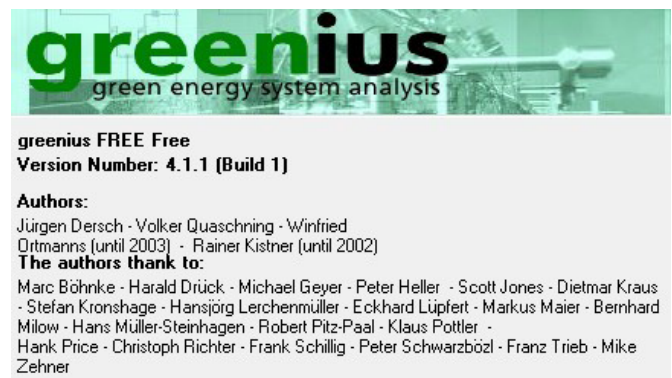 greenius
green energy system analysis
greenius FREE Free
Version Number: 4.1.1 (Build 1)
Authors:
Jürgen Dersch - Volker Quaschning - Winfried
Ortmanns (until 2003) - Rainer Kistner (until 2002)
The authors thank to:
Marc Böhnke - Harald Drück - Michael Geyer - Peter Heller - Scott Jones - Dietmar Kraus
- Stefan Kronshage - Hansjörg Lerchenmüller - Eckhard Lüpfert - Markus Maier - Bernhard
Milow - Hans Müller-Steinhagen - Robert Pitz-Paal - Klaus Pottler -
Hank Price - Christoph Richter - Frank Schillig - Peter Schwarzbözl - Franz Trieb - Mike
Zehner